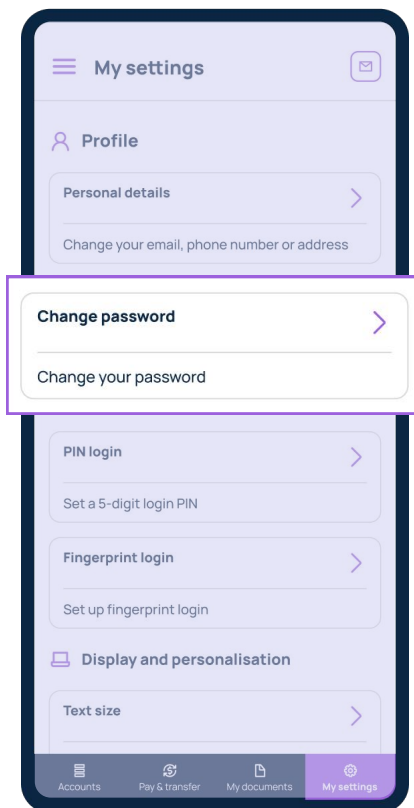 My settings
Profile
Personal details
Change your email, phone number or address
Change password
Change your password
PIN login
Set a 5-digit login PIN
Fingerprint login
Set up fingerprint login
Display and personalisation
Text size
Accounts Pay & transfer My documents My settings